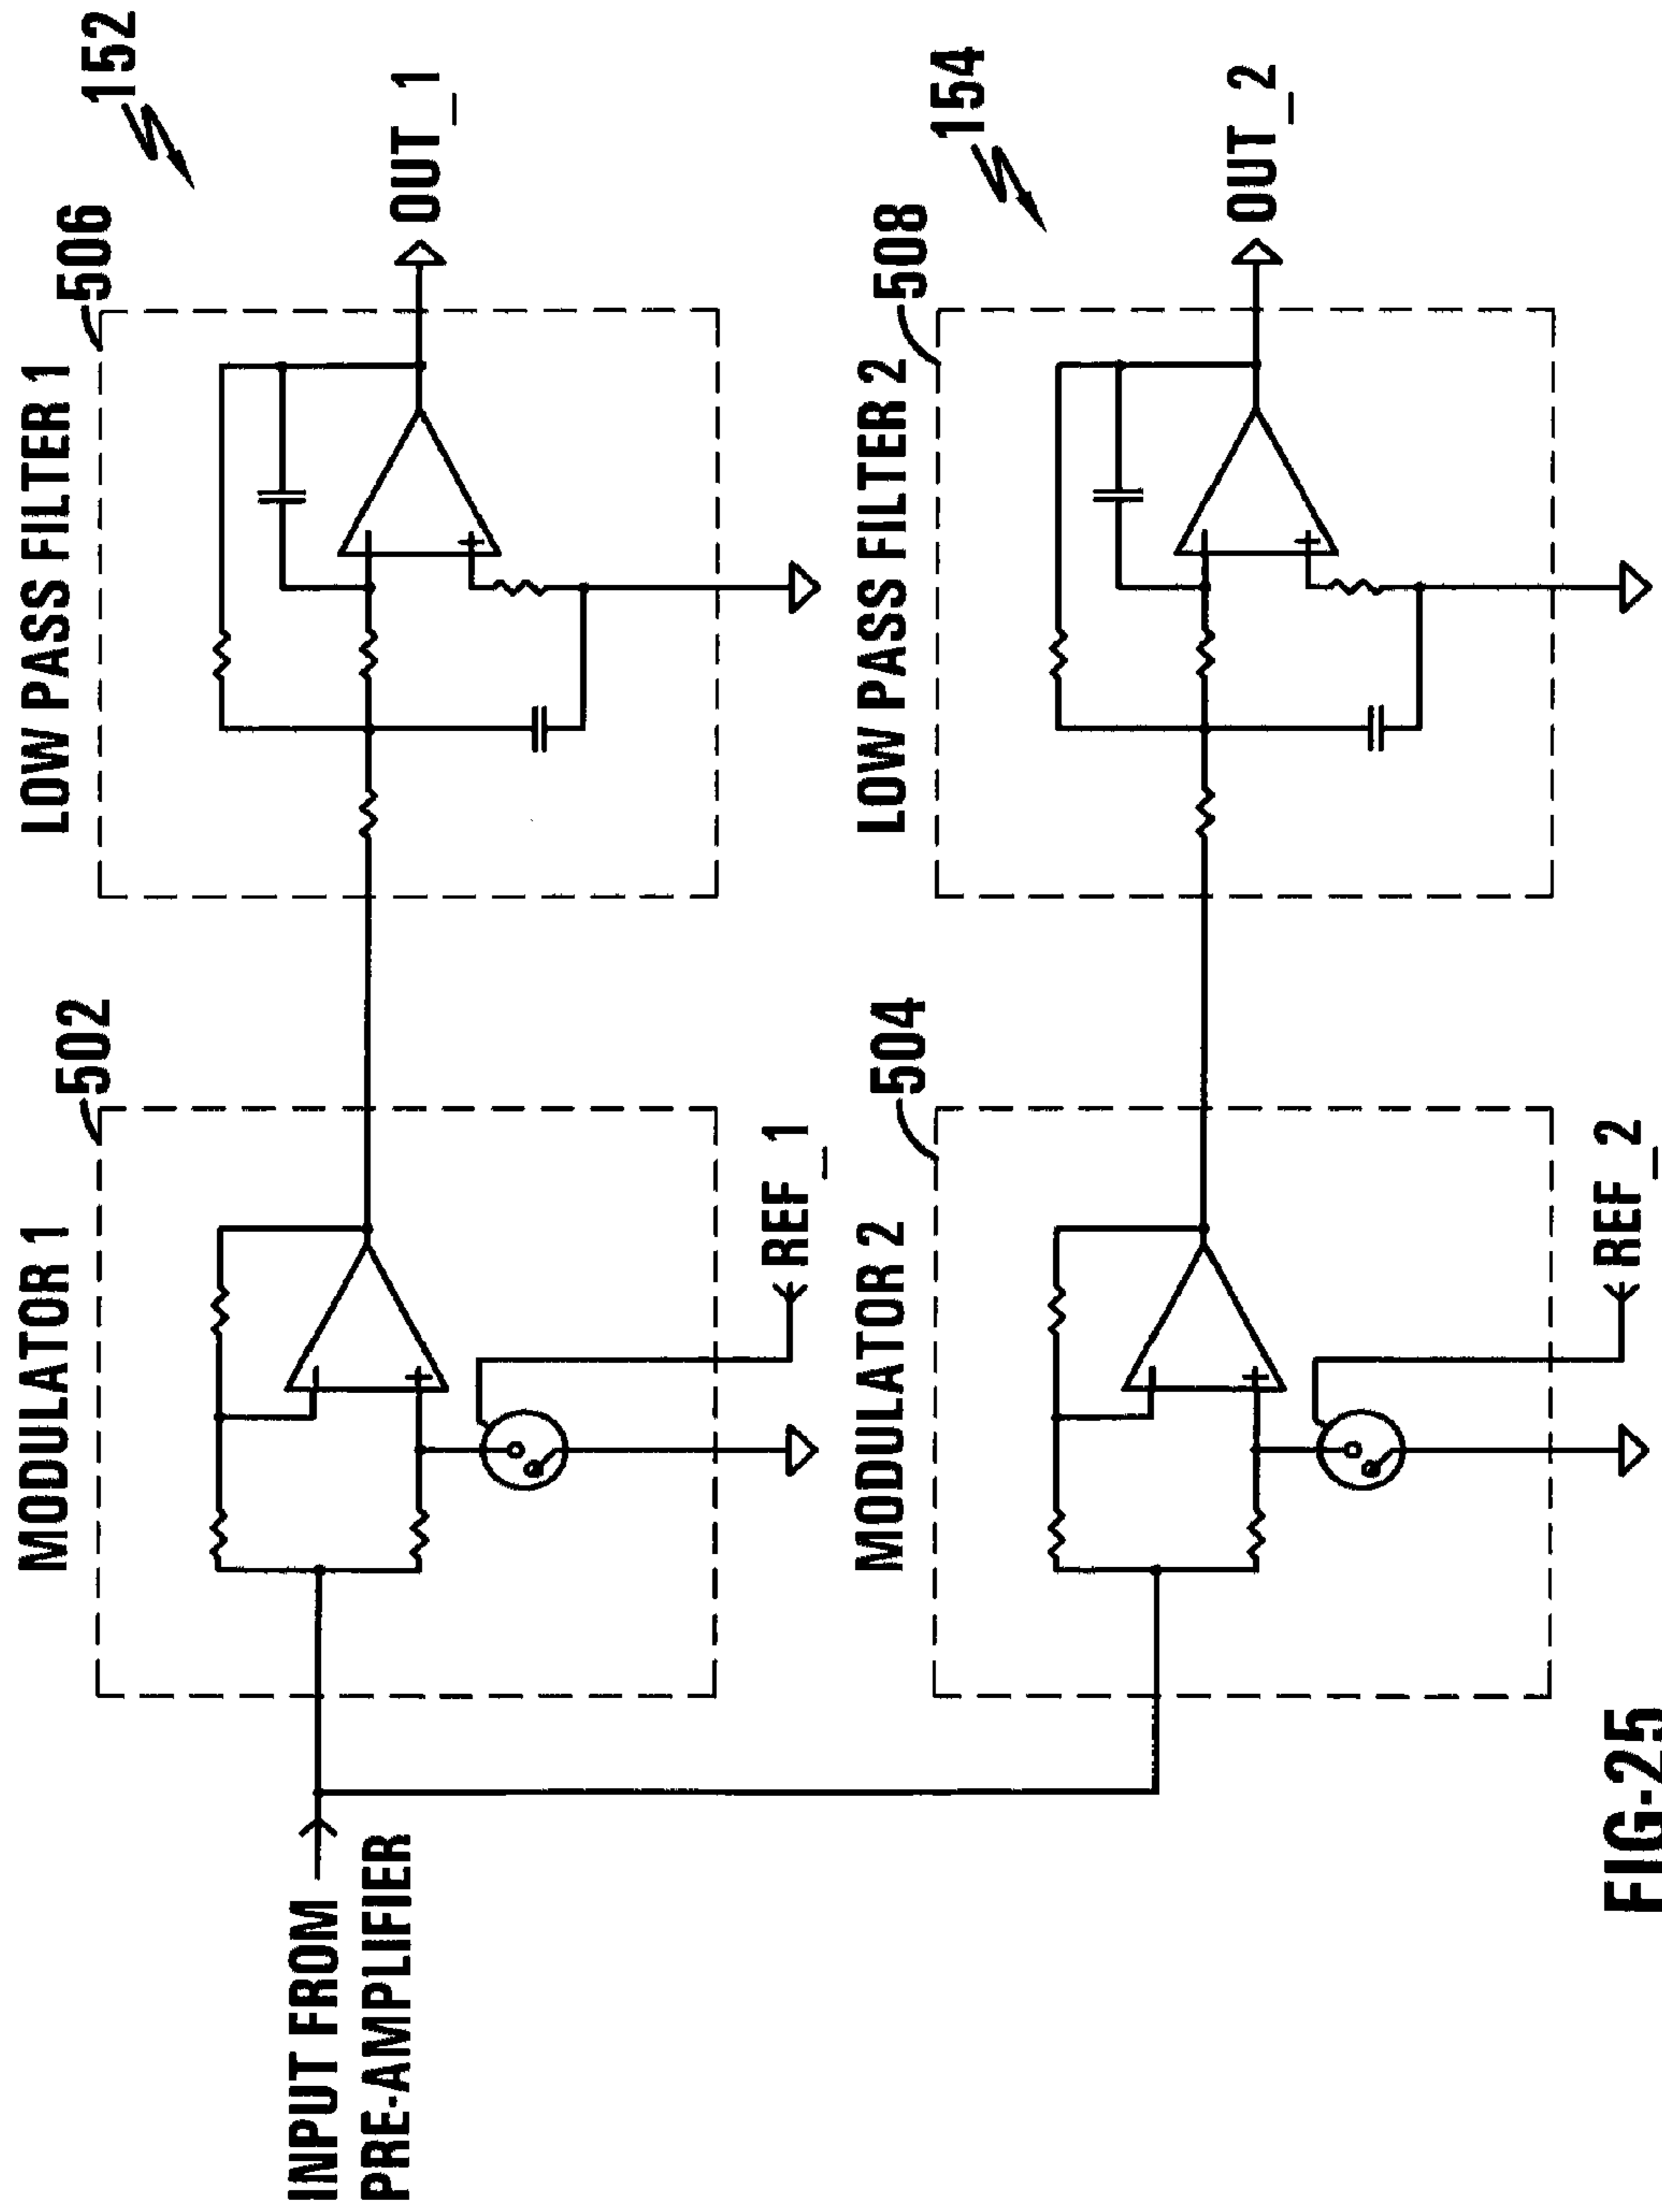 152
506
LOW PASS FILTER 1
OUT_1
502
MODULATOR 1
REF_1
INPUT FROM
PRE-AMPLIFIER
154
508
LOW PASS FILTER 2
OUT_2
504
MODULATOR 2
REF_2
FIG-25